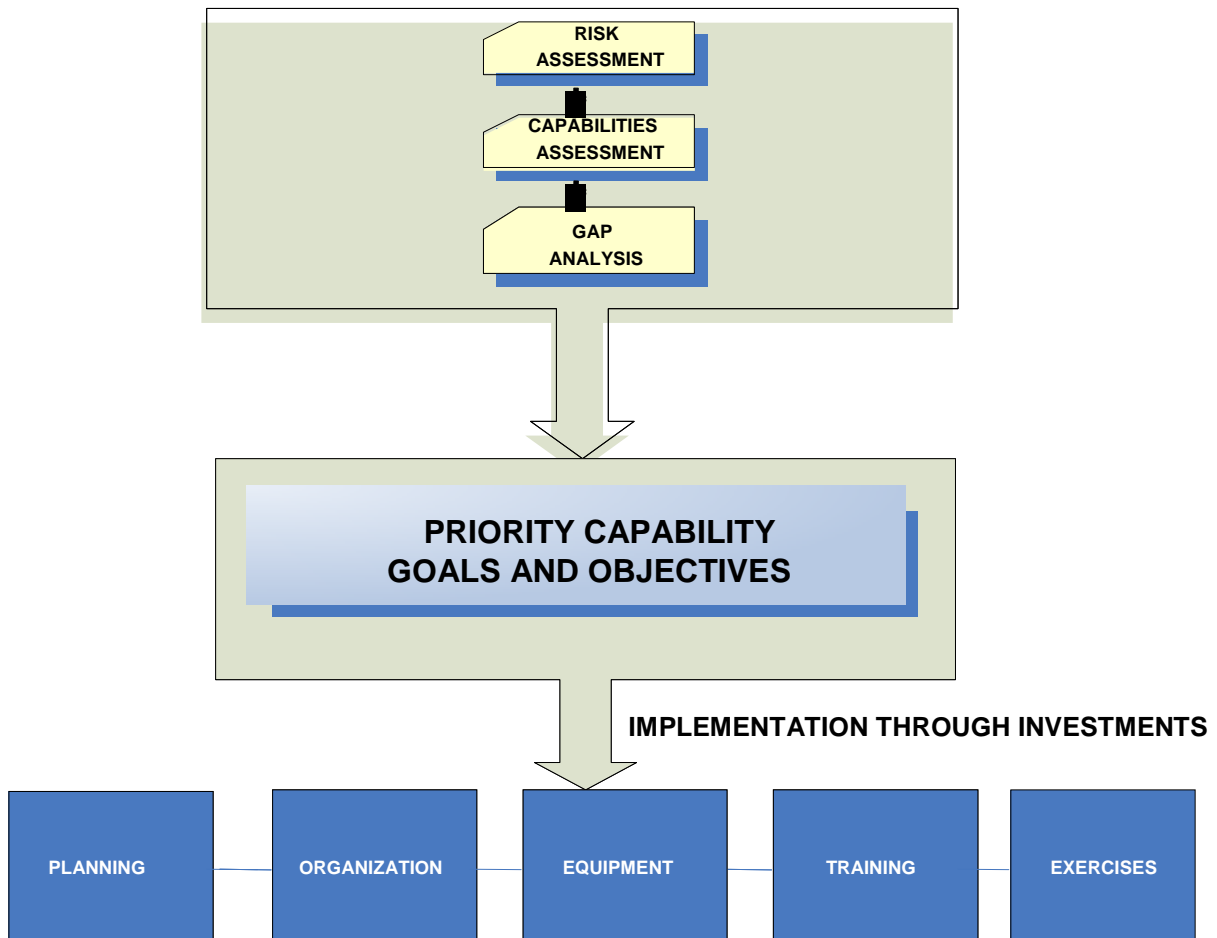 RISK
ASSESSMENT
CAPABILITIES
ASSESSMENT
GAP
ANALYSIS
PRIORITY CAPABILITY
GOALS AND OBJECTIVES
IMPLEMENTATION THROUGH INVESTMENTS
PLANNING
ORGANIZATION
EQUIPMENT
TRAINING
EXERCISES